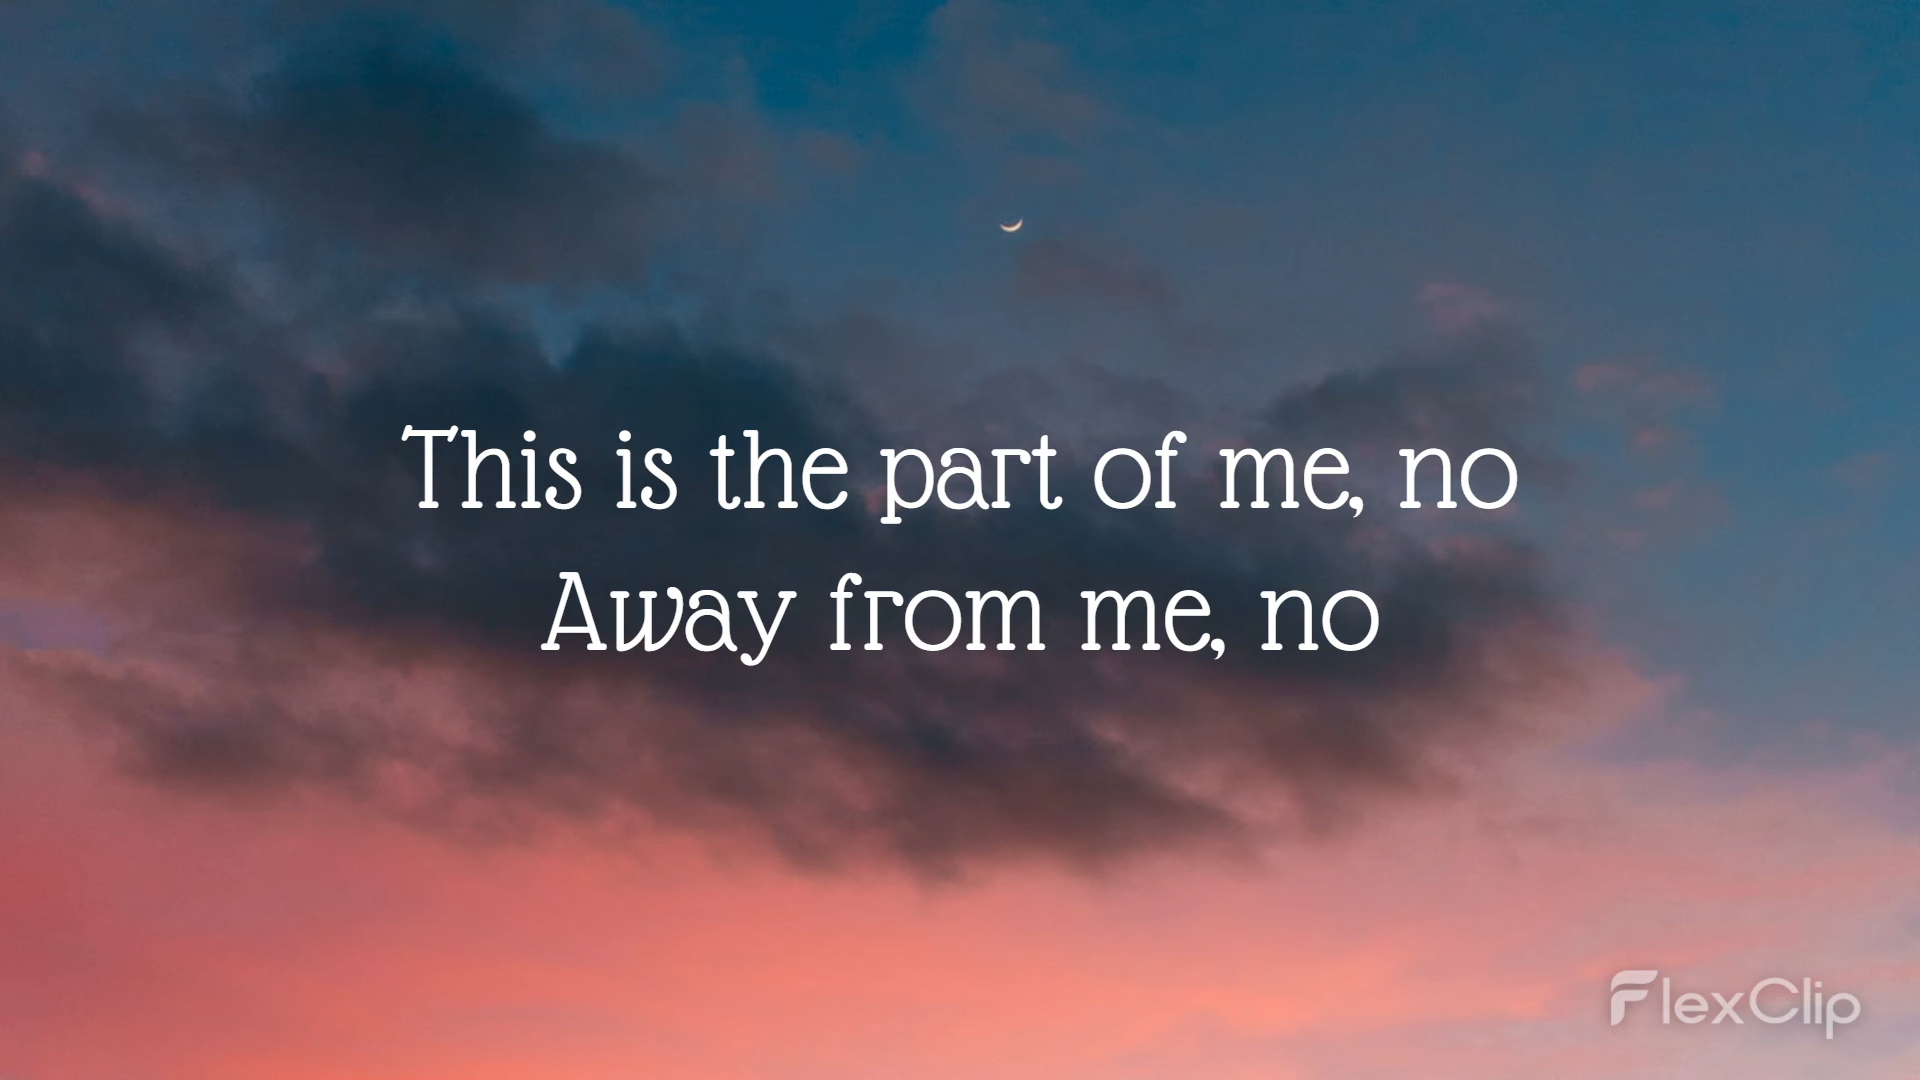 This is the part of me, no
Away from me, no
FlexClip